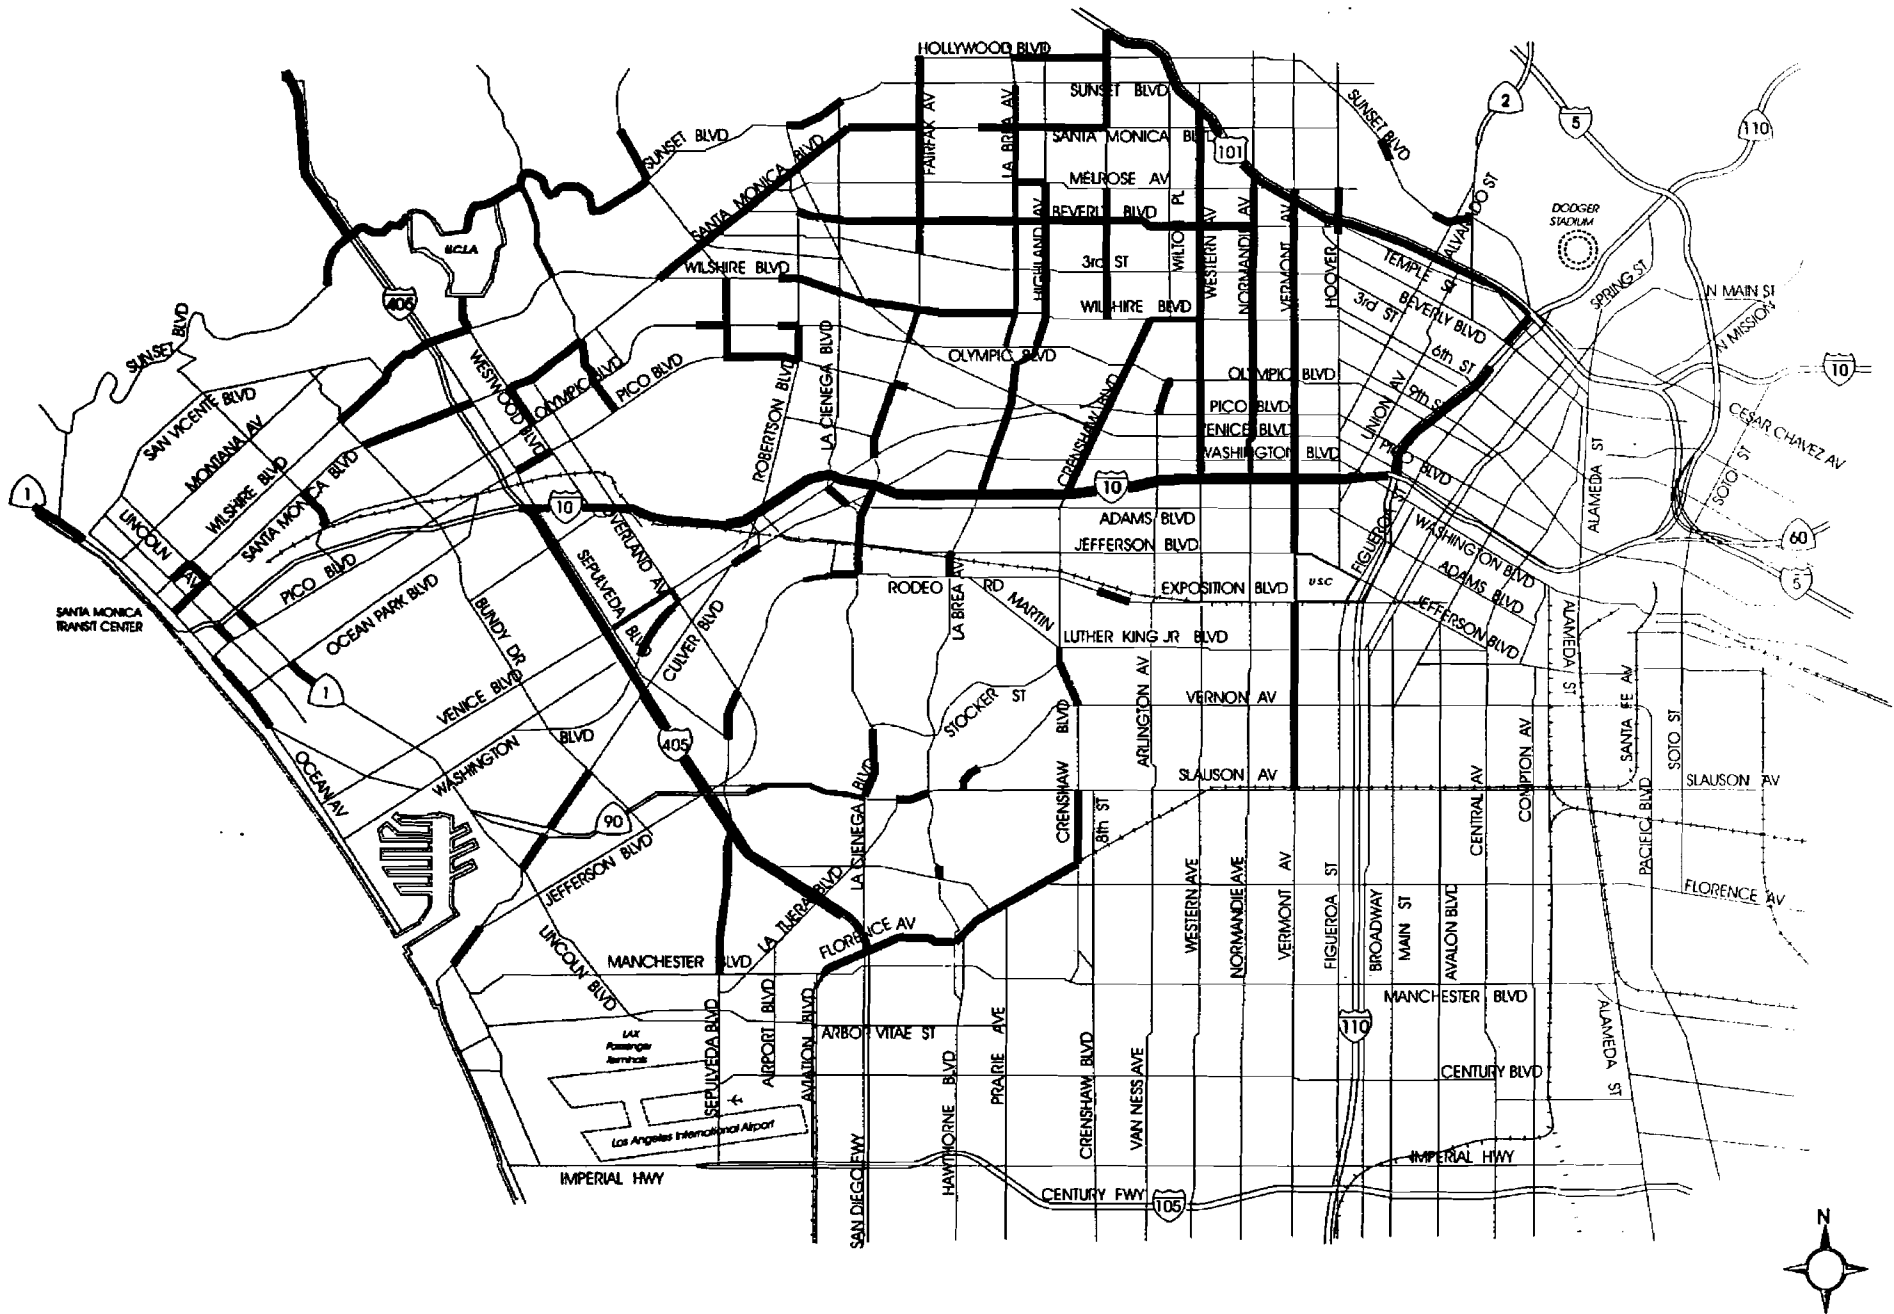 HOLLYWOOD BLVD
SUNSET BLVD
SANTA MONICA BLVD
MELROSE AV
BEVERLY BLVD
3rd ST
WILSHIRE BLVD
FAIRFAX AV
LA BREA AV
HIGHLAND AV
WILTON PL
WESTERN AV
NORMANDIE AV
VERMONT AV
HOOVER
101
2
5
110
SUNSET BLVD
ALVARADO ST
DODGER
STADIUM
SPRING ST
N MAIN ST
N MISSION
10
CESAR CHAVEZ AV
TEMPLE ST
BEVERLY BLVD
3rd ST
6th ST
9th ST
UNION AV
PICO BLVD
ALAMEDA ST
SOTO ST
60
5
SUNSET BLVD
SANTA MONICA BLVD
U.C.L.A
WILSHIRE BLVD
405
SUNSET BLVD
WESTWOOD BLVD
OLYMPIC BLVD
PICO BLVD
ROBERTSON BLVD
LA CIENEGA BLVD
OLYMPIC BLVD
CRENSHAW BLVD
OLYMPIC BLVD
PICO BLVD
VENICE BLVD
WASHINGTON BLVD
SAN VICENTE BLVD
MONTANA AV
WILSHIRE BLVD
SANTA MONICA BLVD
1
LINCOLN
AV
PICO BLVD
OCEAN PARK BLVD
10
10
OVERLAND AV
ADAMS BLVD
JEFFERSON BLVD
EXPOSITION BLVD
U S C
FIGUEROA ST
WASHINGTON BLVD
ADAMS BLVD
JEFFERSON BLVD
SANTA MONICA
TRANSIT CENTER
1
BUNDY DR
SEPULVEDA BLVD
CULVER BLVD
RODEO RD
LA BREA AV
MARTIN
LUTHER KING JR BLVD
ARLINGTON AV
VERNON AV
ALAMEDA ST
SANTA FE AV
SOTO ST
VENICE BLVD
WASHINGTON BLVD
OCEAN AV
405
STOCKER ST
CRENSHAW BLVD
8th ST
SLAUSON AV
SLAUSON AV
CENTRAL AV
COMPTON AV
PACIFIC BLVD
90
JEFFERSON BLVD
LA CIENEGA BLVD
LA TIJERA BLVD
FLORENCE AV
FLORENCE AV
WESTERN AVE
NORMANDIE AVE
VERMONT AV
FIGUEROA ST
BROADWAY
MAIN ST
AVALON BLVD
LINCOLN BLVD
MANCHESTER BLVD
MANCHESTER BLVD
110
ALAMEDA ST
LAX
Passenger
Terminals
SEPULVEDA BLVD
AIRPORT BLVD
AVIATION BLVD
ARBOR VITAE ST
HAWTHORNE BLVD
PRAIRIE AVE
CRENSHAW BLVD
VAN NESS AVE
CENTURY BLVD
Los Angeles International Airport
IMPERIAL HWY
IMPERIAL HWY
SAN DIEGO FWY
CENTURY FWY
105
N